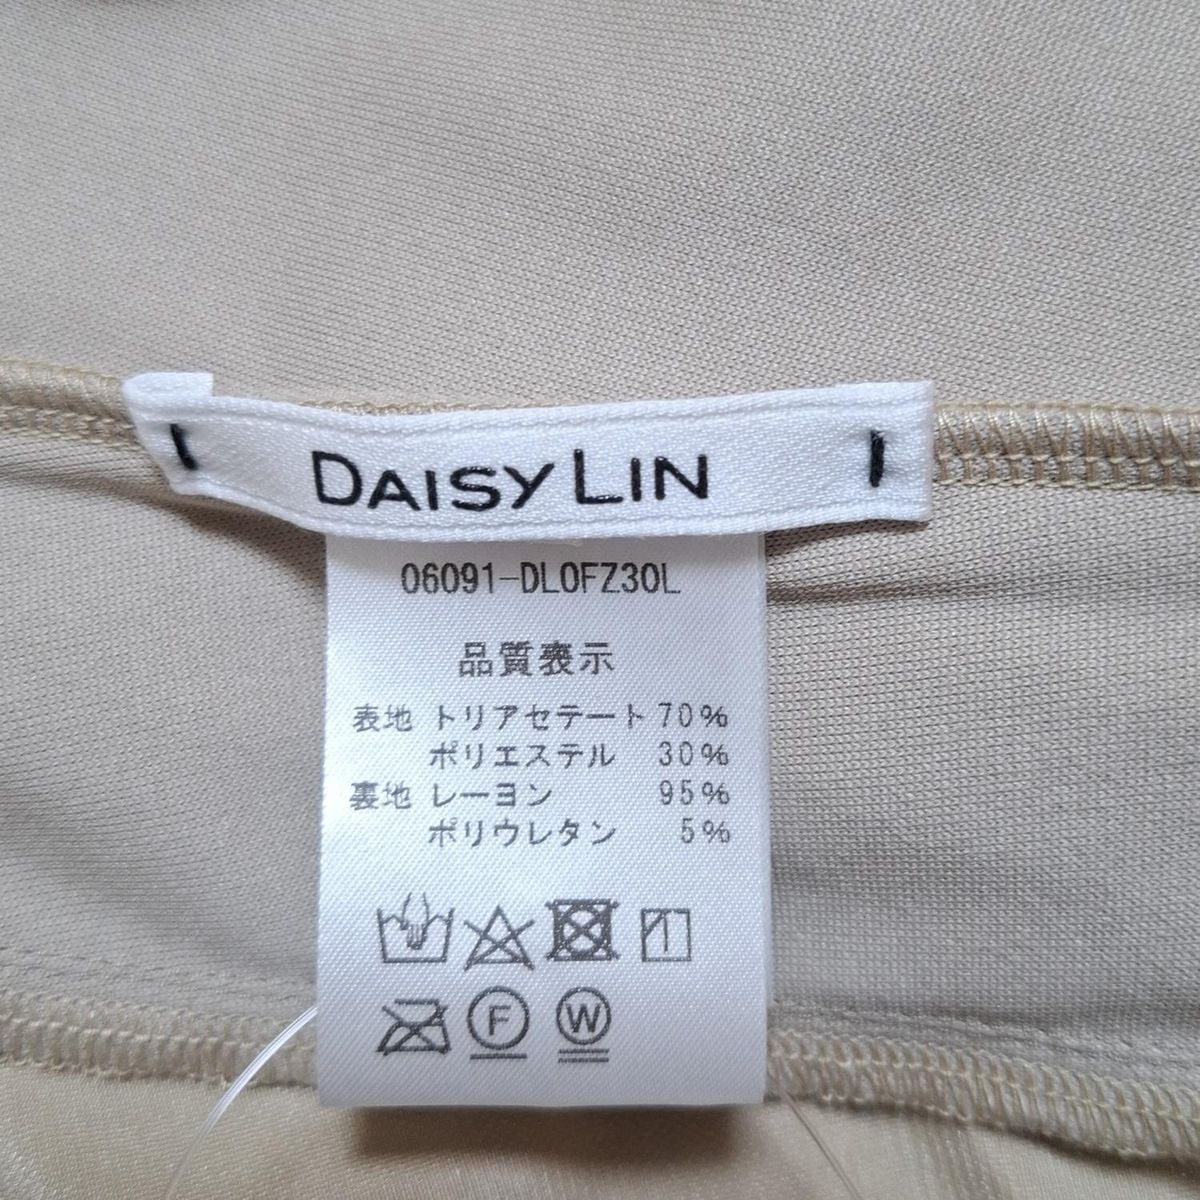 DAISY LIN
06091-DLOFZ30L
品質表示
表地 トリアセテート 70%
ポリエステル 30%
裏地 レーヨン 95%
ポリウレタン 5%
F W